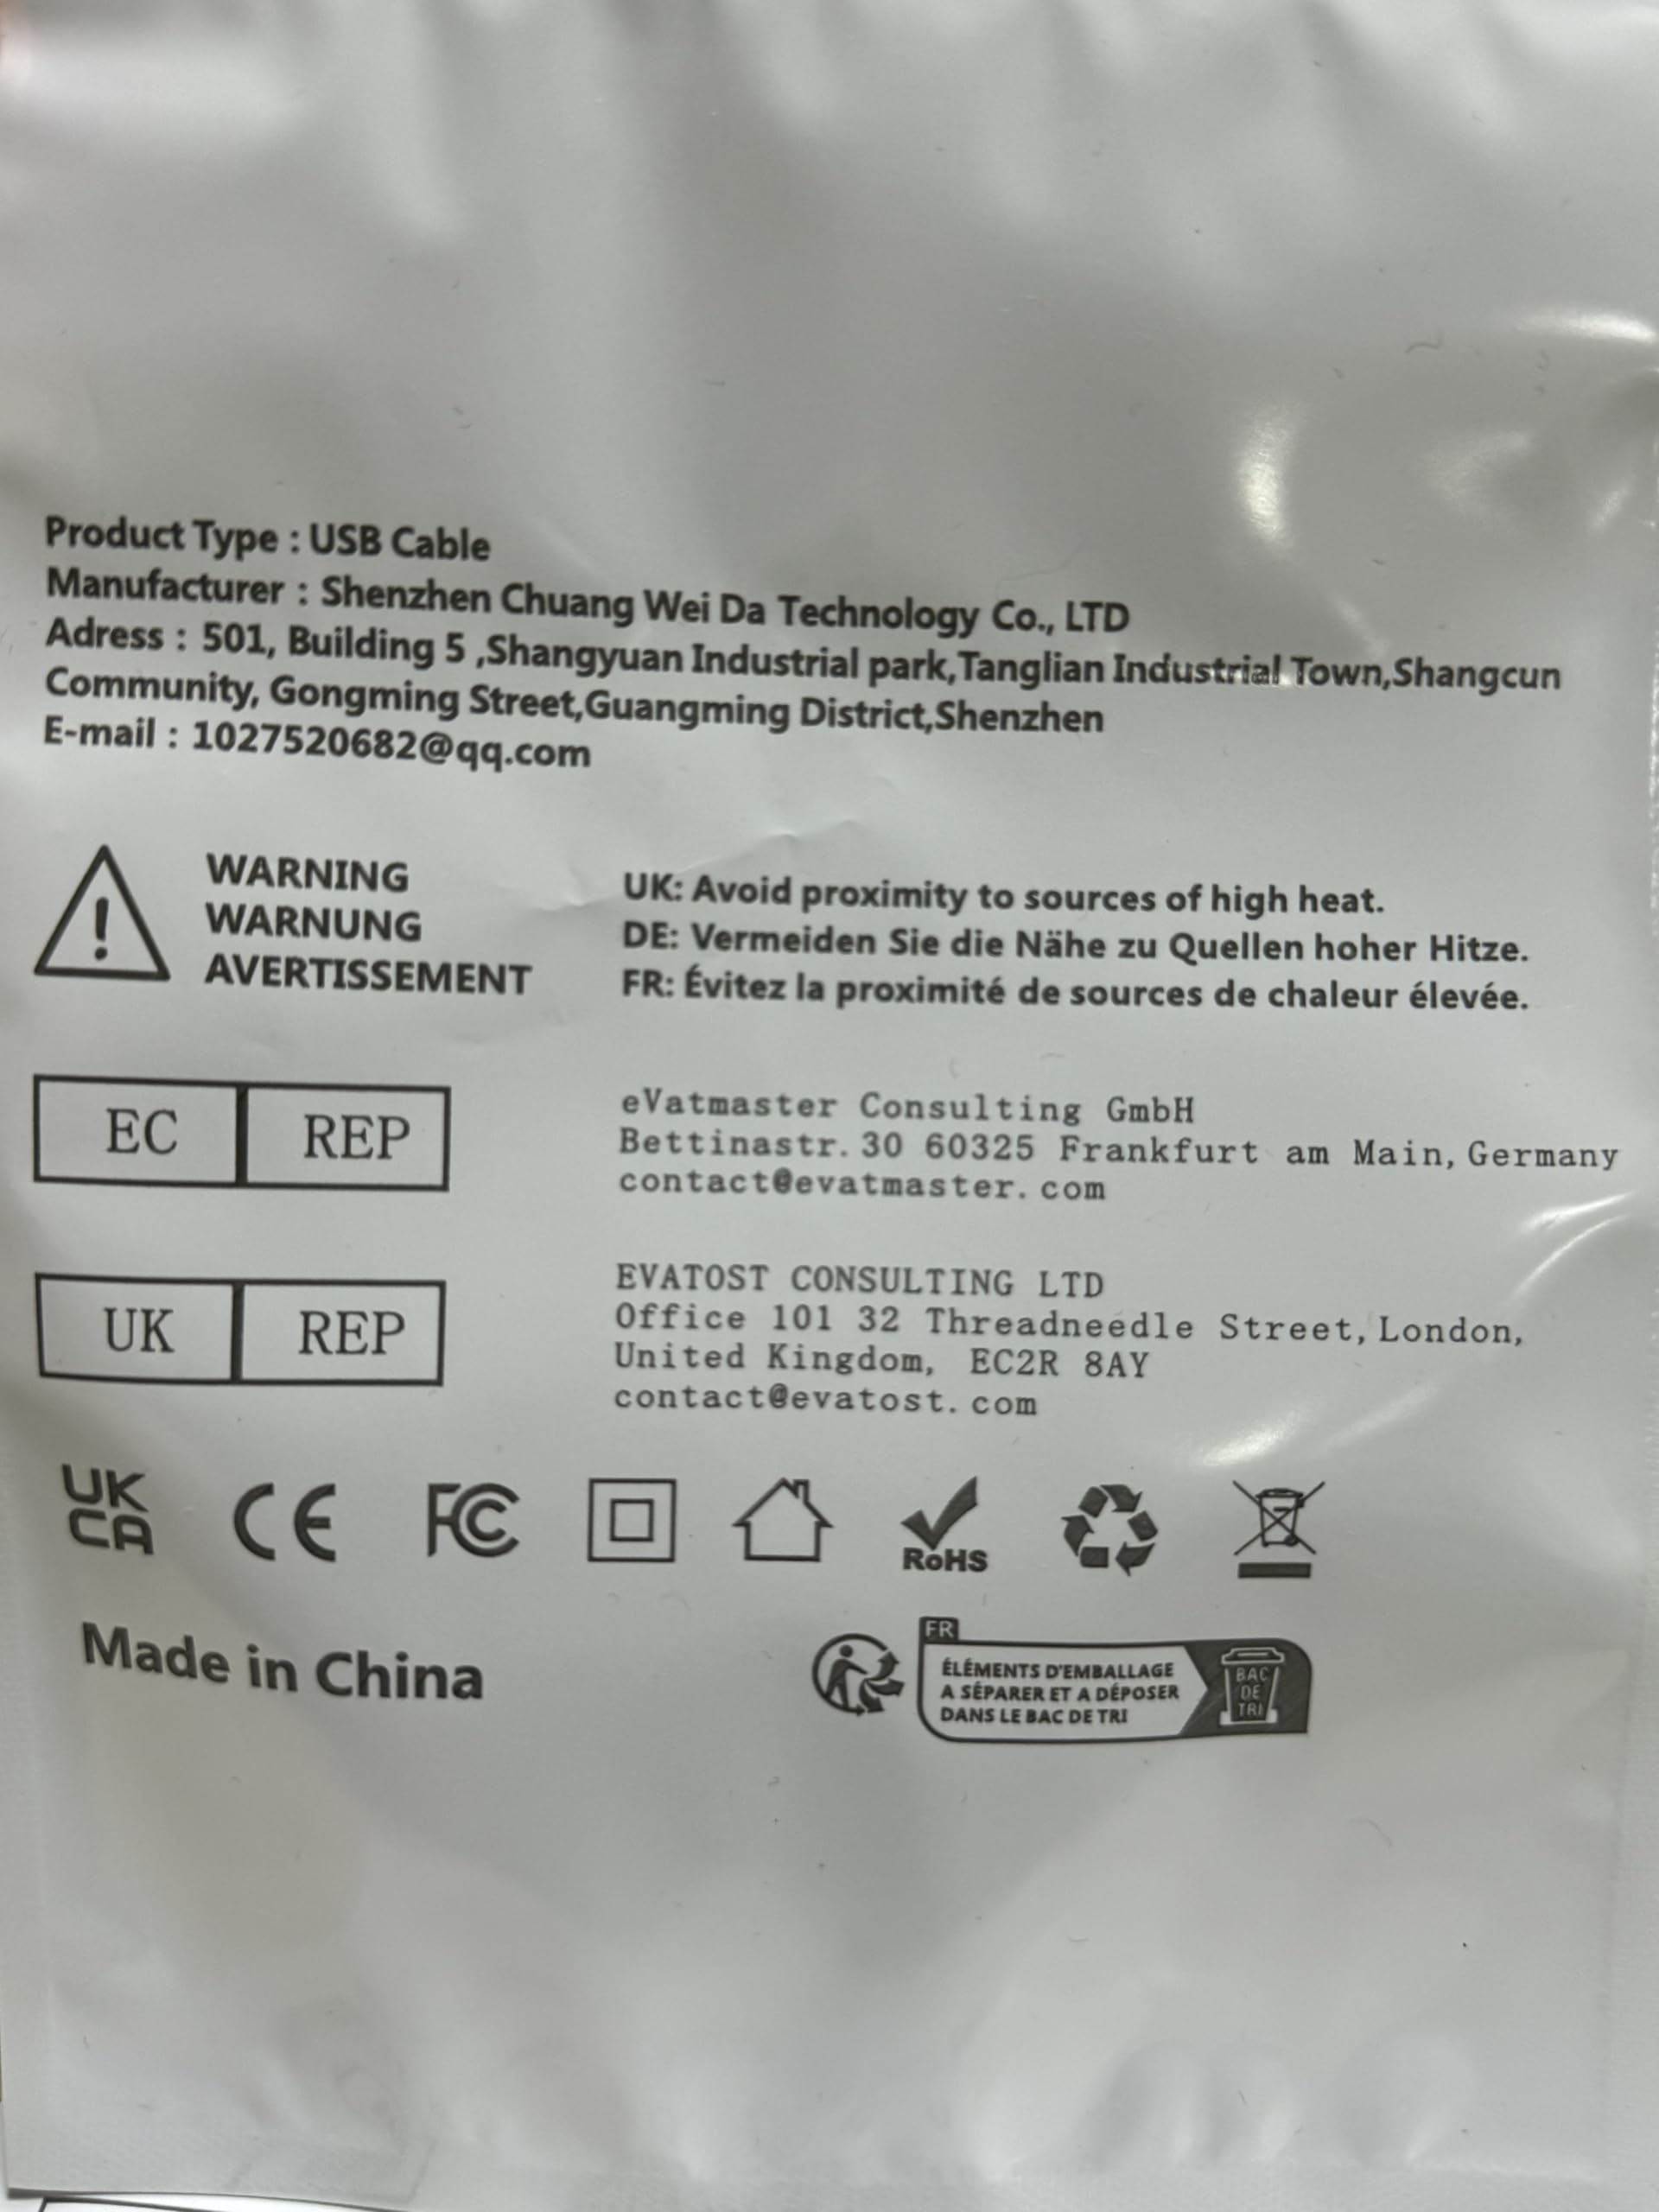 Product Type : USB Cable
Manufacturer : Shenzhen Chuang Wei Da Technology Co., LTD
Adress : 501, Building 5 ,Shangyuan Industrial park,Tanglian Industrial Town,Shangcun
Community, Gongming Street,Guangming District,Shenzhen
E-mail : 1027520682@qq.com
WARNING
WARNUNG
AVERTISSEMENT
UK: Avoid proximity to sources of high heat.
DE: Vermeiden Sie die Nähe zu Quellen hoher Hitze.
FR: Évitez la proximité de sources de chaleur élevée.
EC REP
eVatmaster Consulting GmbH
Bettinastr. 30 60325 Frankfurt am Main, Germany
contact@evatmaster.com
UK REP
EVATOST CONSULTING LTD
Office 101 32 Threadneedle Street, London,
United Kingdom, EC2R 8AY
contact@evatost.com
UK
CA
CE
FC
RoHS
Made in China
FR
ÉLÉMENTS D'EMBALLAGE
A SÉPARER ET A DÉPOSER
DANS LE BAC DE TRI
BAC
DE
TRI